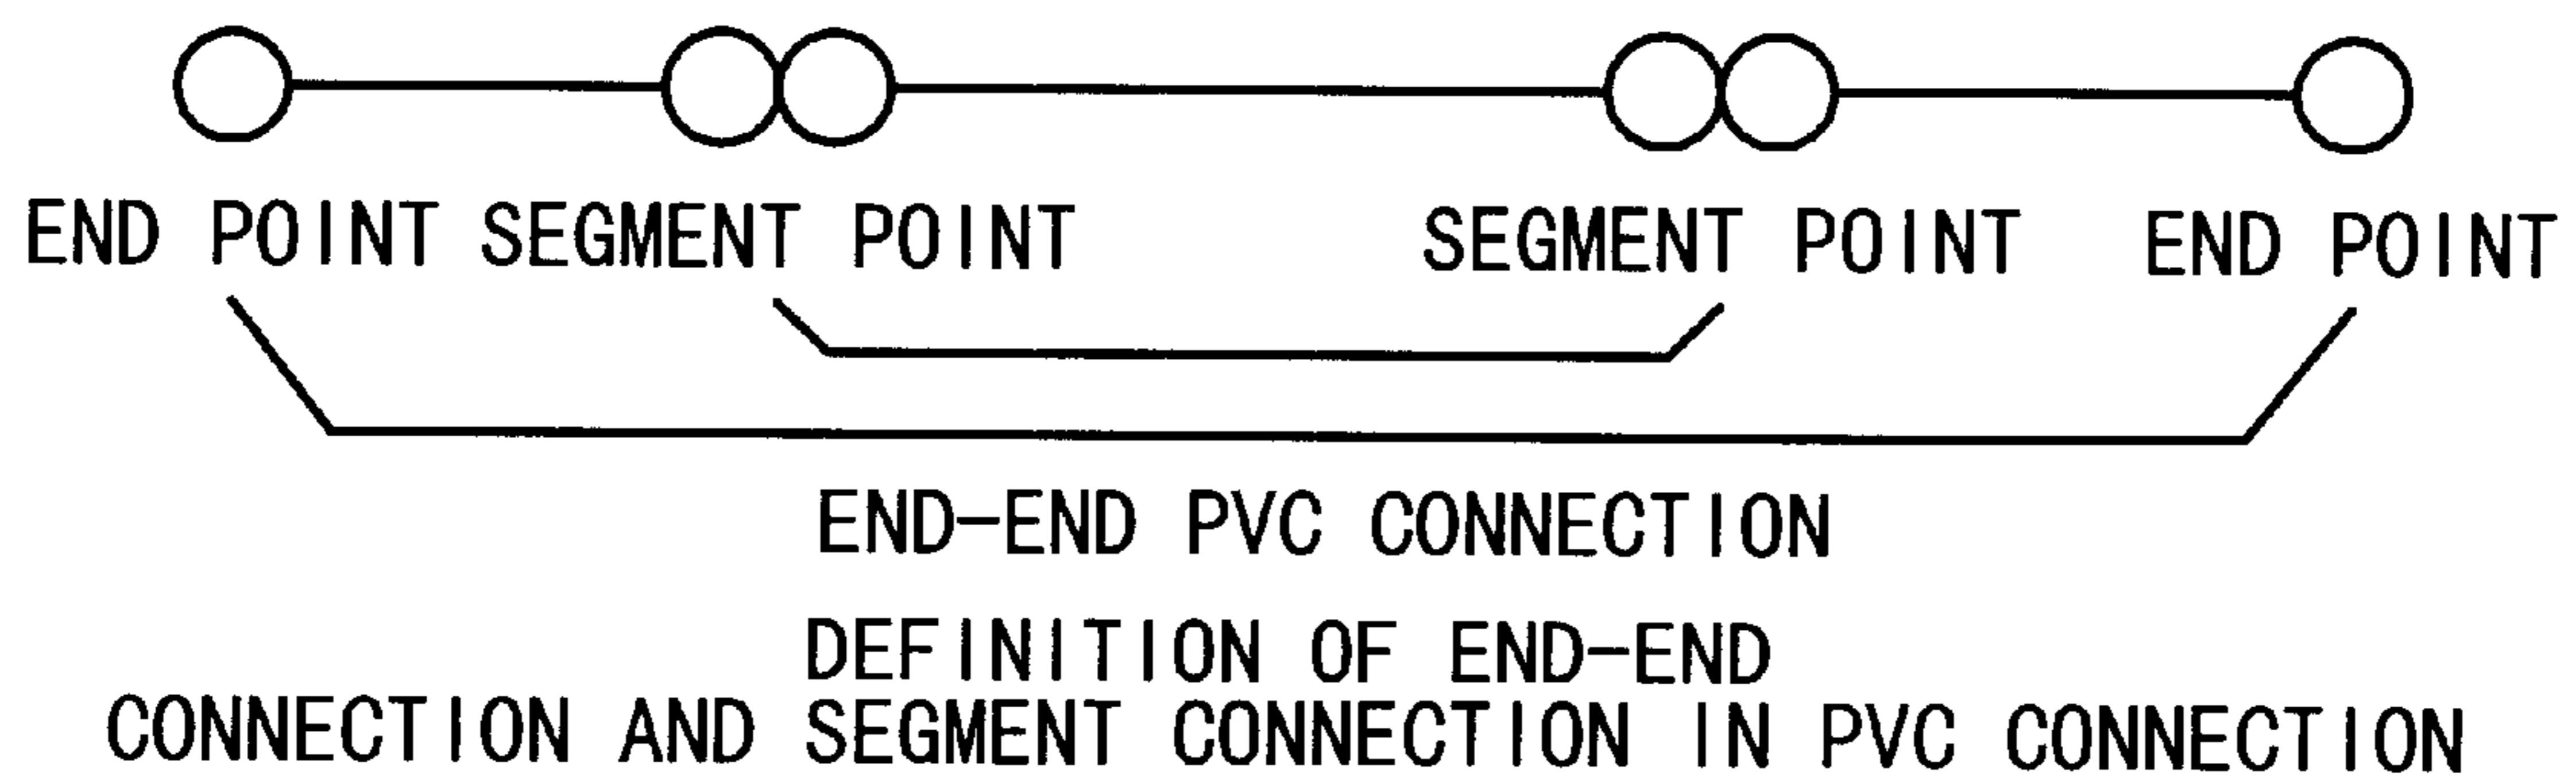 END POINT SEGMENT POINT SEGMENT POINT END POINT
END-END PVC CONNECTION
DEFINITION OF END-END
CONNECTION AND SEGMENT CONNECTION IN PVC CONNECTION